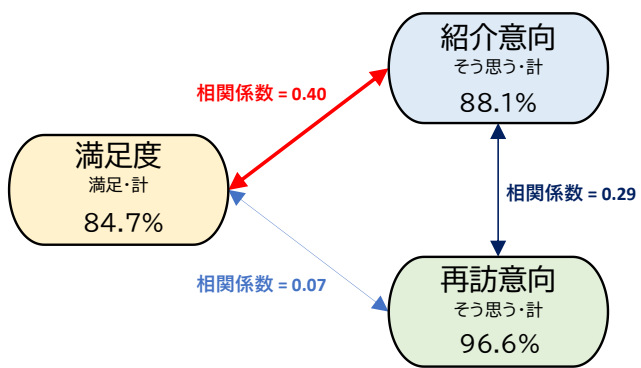 紹介意向
そう思う・計
88.1%
相関係数 = 0.40
満足度
満足・計
84.7%
相関係数 = 0.29
相関係数 = 0.07
再訪意向
そう思う・計
96.6%